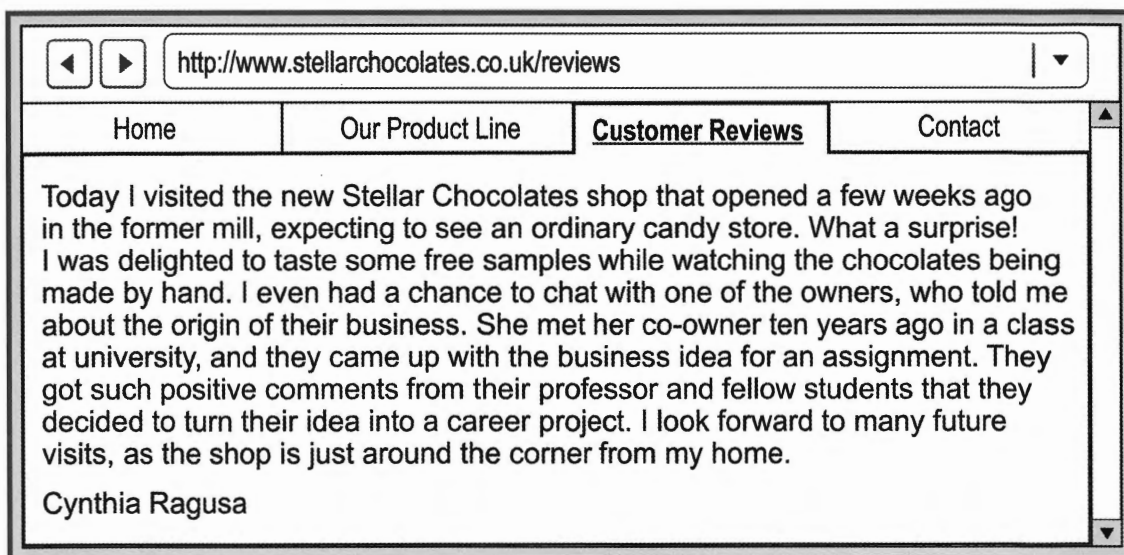 http://www.stellarchocolates.co.uk/reviews
Home Our Product Line Customer Reviews Contact
Today I visited the new Stellar Chocolates shop that opened a few weeks ago
in the former mill, expecting to see an ordinary candy store. What a surprise!
I was delighted to taste some free samples while watching the chocolates being
made by hand. I even had a chance to chat with one of the owners, who told me
about the origin of their business. She met her co-owner ten years ago in a class
at university, and they came up with the business idea for an assignment. They
got such positive comments from their professor and fellow students that they
decided to turn their idea into a career project. I look forward to many future
visits, as the shop is just around the corner from my home.
Cynthia Ragusa